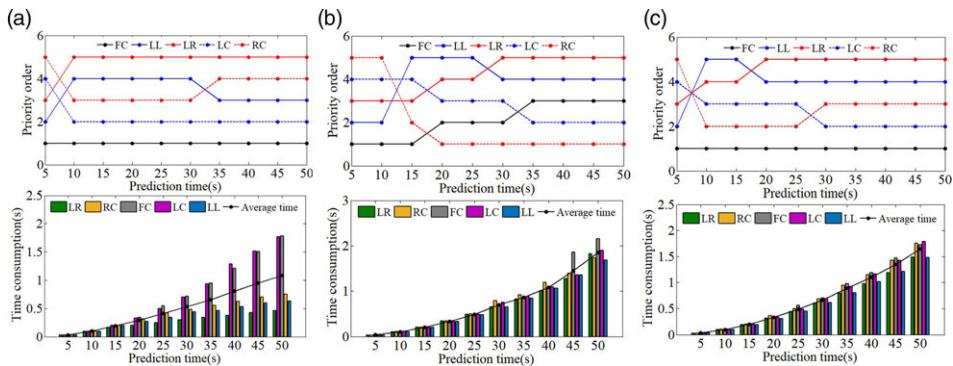 (a)
6
4
2
0
Priority order
FC LL LR LC RC
5 10 15 20 25 30 35 40 45 50
Prediction time(s)
(b)
6
4
2
0
Priority order
FC LL LR LC RC
5 10 15 20 25 30 35 40 45 50
Prediction time(s)
(c)
6
4
2
0
Priority order
FC LL LR LC RC
5 10 15 20 25 30 35 40 45 50
Prediction time(s)
2.5
2
1.5
1
0.5
0
Time consumption(s)
LR RC FC LC LL Average time
5 10 15 20 25 30 35 40 45 50
Prediction time(s)
3
2
1
0
Time consumption(s)
LR RC FC LC LL Average time
5 10 15 20 25 30 35 40 45 50
Prediction time(s)
2.5
1.5
1.5
0.5
0
Time consumption(s)
LR RC FC LC LL Average time
5 10 15 20 25 30 35 40 45 50
Prediction time(s)